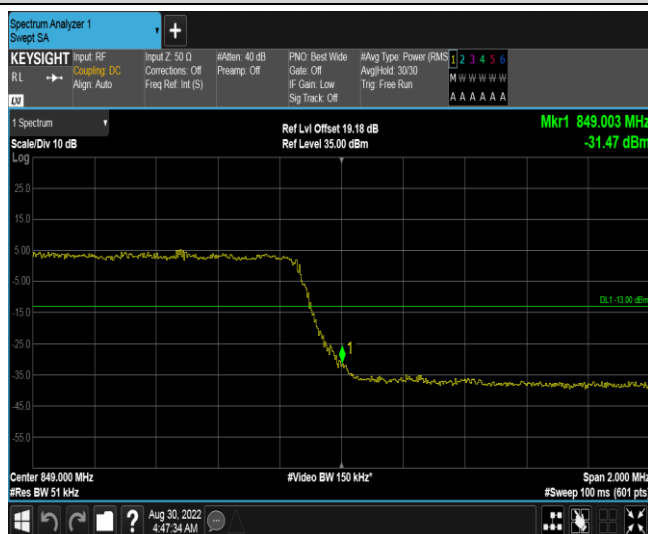 Spectrum Analyzer 1
Swept SA
KEYSIGHT
RL
Input: RF
Coupling: DC
Align: Auto
Input Z: 50 Ω
Corrections: Off
Freq Ref: Int (S)
#Atten: 40 dB
Preamp: Off
PNO: Best Wide
Gate: Off
IF Gain: Low
Sig Track: Off
#Avg Type: Power (RMS
Avg|Hold: 30/30
Trig: Free Run
1 2 3 4 5 6
M W W W W W
A A A A A A
LXI
1 Spectrum
Scale/Div 10 dB
Ref Lvl Offset 19.18 dB
Ref Level 35.00 dBm
Mkr1 849.003 MHz
-31.47 dBm
Log
25.0
15.0
5.00
-5.00
DL1 -13.00 dBm
-15.0
-25.0
1
-35.0
-45.0
-55.0
Center 849.000 MHz
#Video BW 150 kHz*
Span 2.000 MHz
#Res BW 51 kHz
#Sweep 100 ms (601 pts)
?
Aug 30, 2022
4:47:34 AM